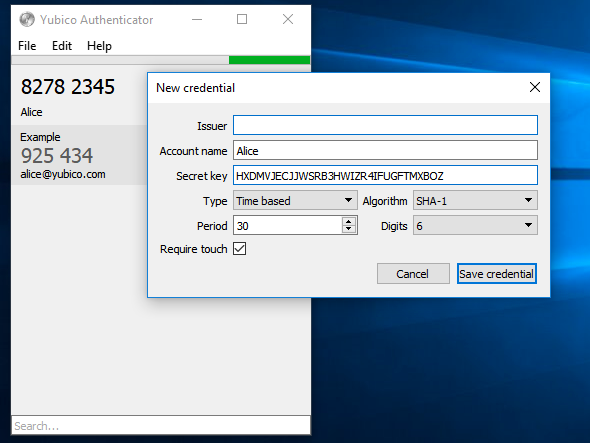 Yubico Authenticator
File Edit Help
8278 2345
Alice
Example
925 434
alice@yubico.com
Search...
New credential
Issuer
Account name Alice
Secret key HXDMVJECJJWSRB3HWIZR4IFUGFTMXBOZ
Type Time based Algorithm SHA-1
Period 30 Digits 6
Require touch
Cancel Save credential